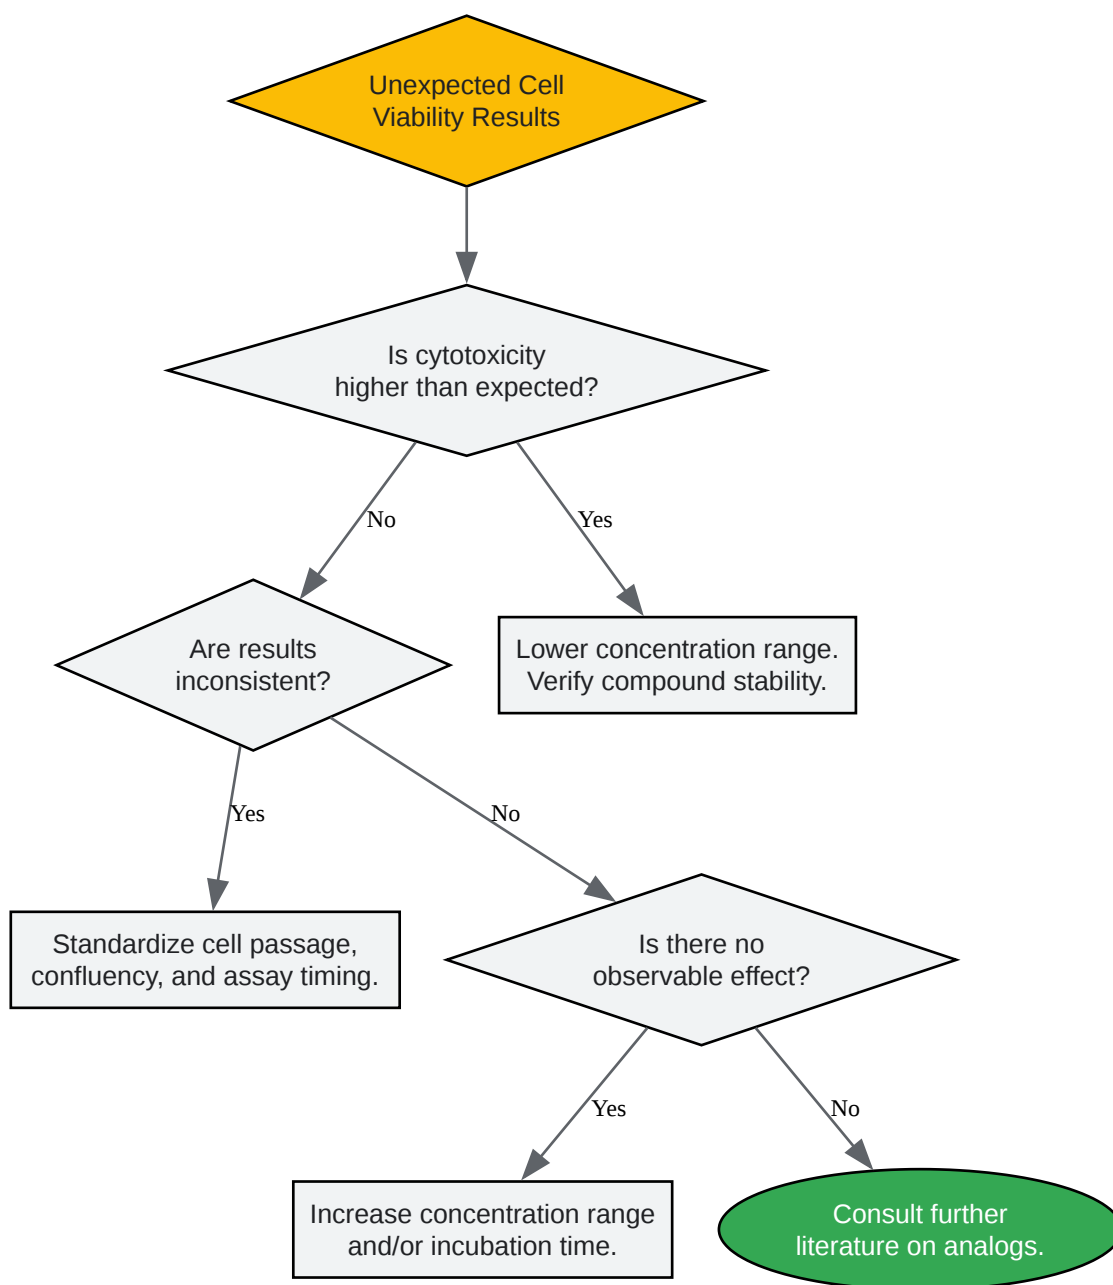 Unexpected Cell
Viability Results
Is cytotoxicity
higher than expected?
No
Yes
Are results
inconsistent?
Lower concentration range.
Verify compound stability.
Yes
No
Standardize cell passage,
confluency, and assay timing.
Is there no
observable effect?
Yes
No
Increase concentration range
and/or incubation time.
Consult further
literature on analogs.